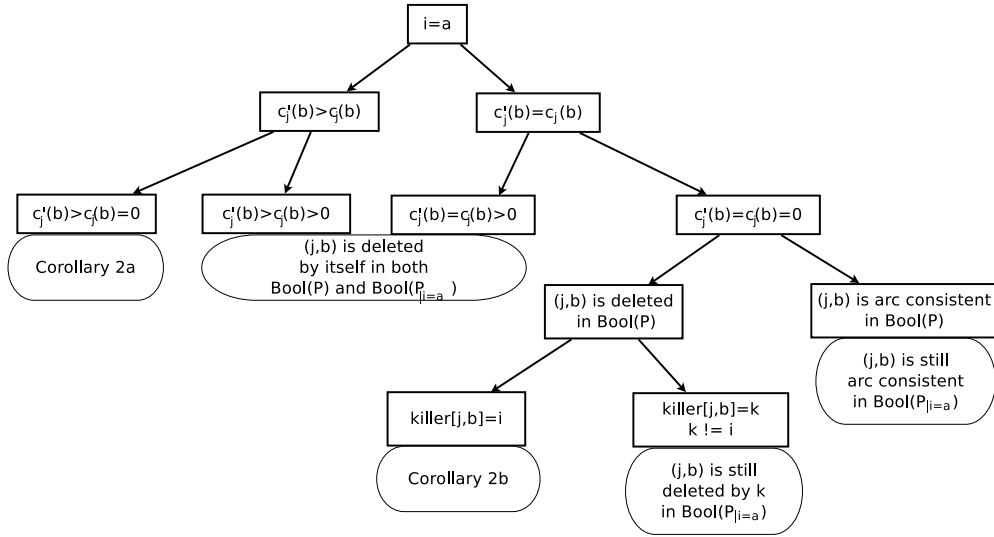 i=a
c'j(b)>cj(b)
c'j(b)=cj(b)
c'j(b)>cj(b)=0
c'j(b)>cj(b)>0
c'j(b)=cj(b)>0
c'j(b)=cj(b)=0
Corollary 2a
(j,b) is deleted
by itself in both
Bool(P) and Bool(P|i=a )
(j,b) is deleted
in Bool(P)
(j,b) is arc consistent
in Bool(P)
(j,b) is still
arc consistent
in Bool(P|i=a)
killer[j,b]=i
killer[j,b]=k
k != i
Corollary 2b
(j,b) is still
deleted by k
in Bool(P|i=a)